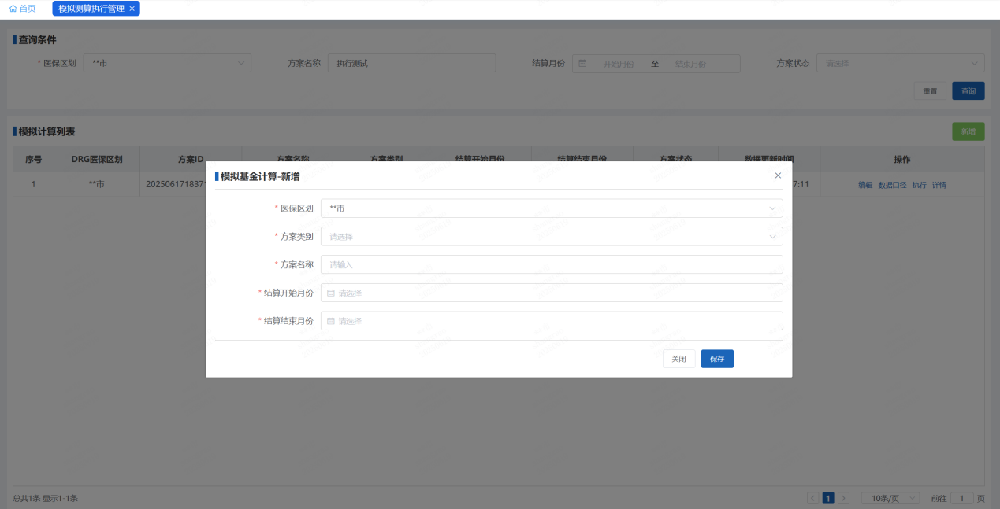 首页 模拟测算执行管理 ×
查询条件
* 医保区划 **市 方案名称 执行测试 结算月份 开始月份 至 结束月份 方案状态 请选择
重置 查询
模拟计算列表 新增
序号 DRG医保区划 方案ID 方案名称 方案类别 结算开始月份 结算结束月份 方案状态 数据更新时间 操作
1 **市 202506171837 7:11 编辑 数据口径 执行 详情
模拟基金计算-新增 ×
* 医保区划 **市
* 方案类别 请选择
* 方案名称 请输入
* 结算开始月份 请选择
* 结算结束月份 请选择
关闭 保存
总共1条 显示1-1条 < 1 > 10条/页 前往 1 页